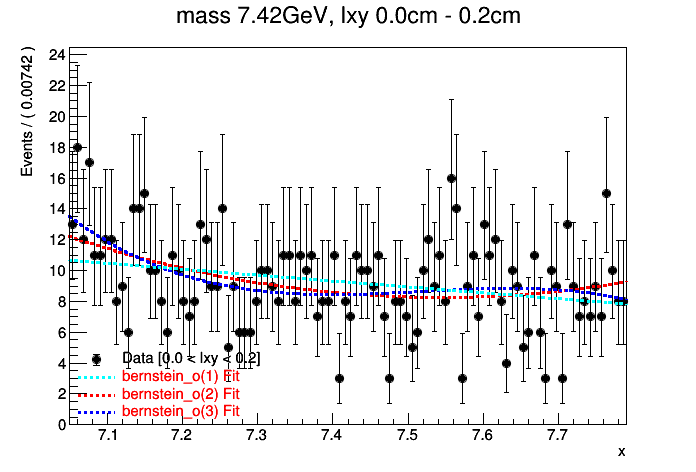 mass 7.42GeV, lxy 0.0cm - 0.2cm
Events / ( 0.00742 )
24
22
20
18
16
14
12
10
8
6
4
2
0
Data [0.0 < lxy < 0.2]
bernstein_o(1) Fit
bernstein_o(2) Fit
bernstein_o(3) Fit
7.1 7.2 7.3 7.4 7.5 7.6 7.7
x